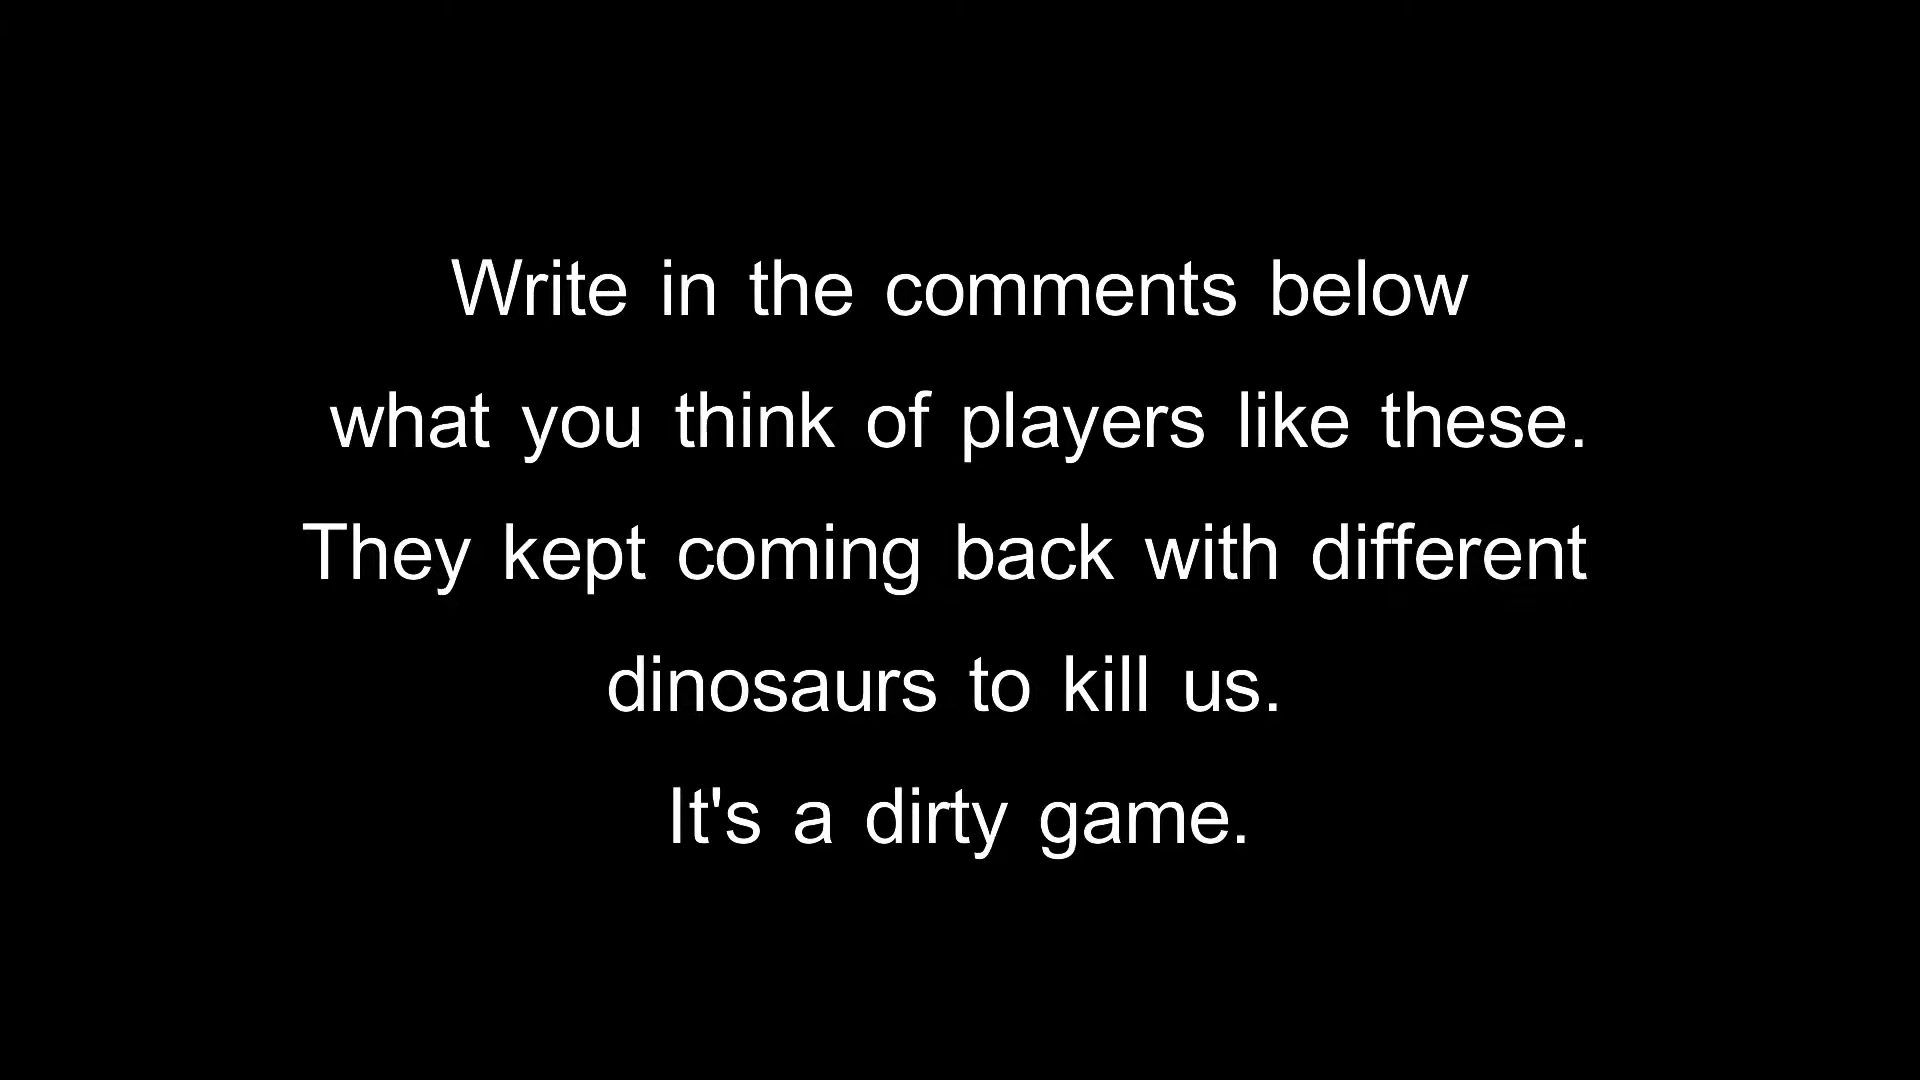 Write in the comments below
what you think of players like these.
They kept coming back with different
dinosaurs to kill us.
It's a dirty game.